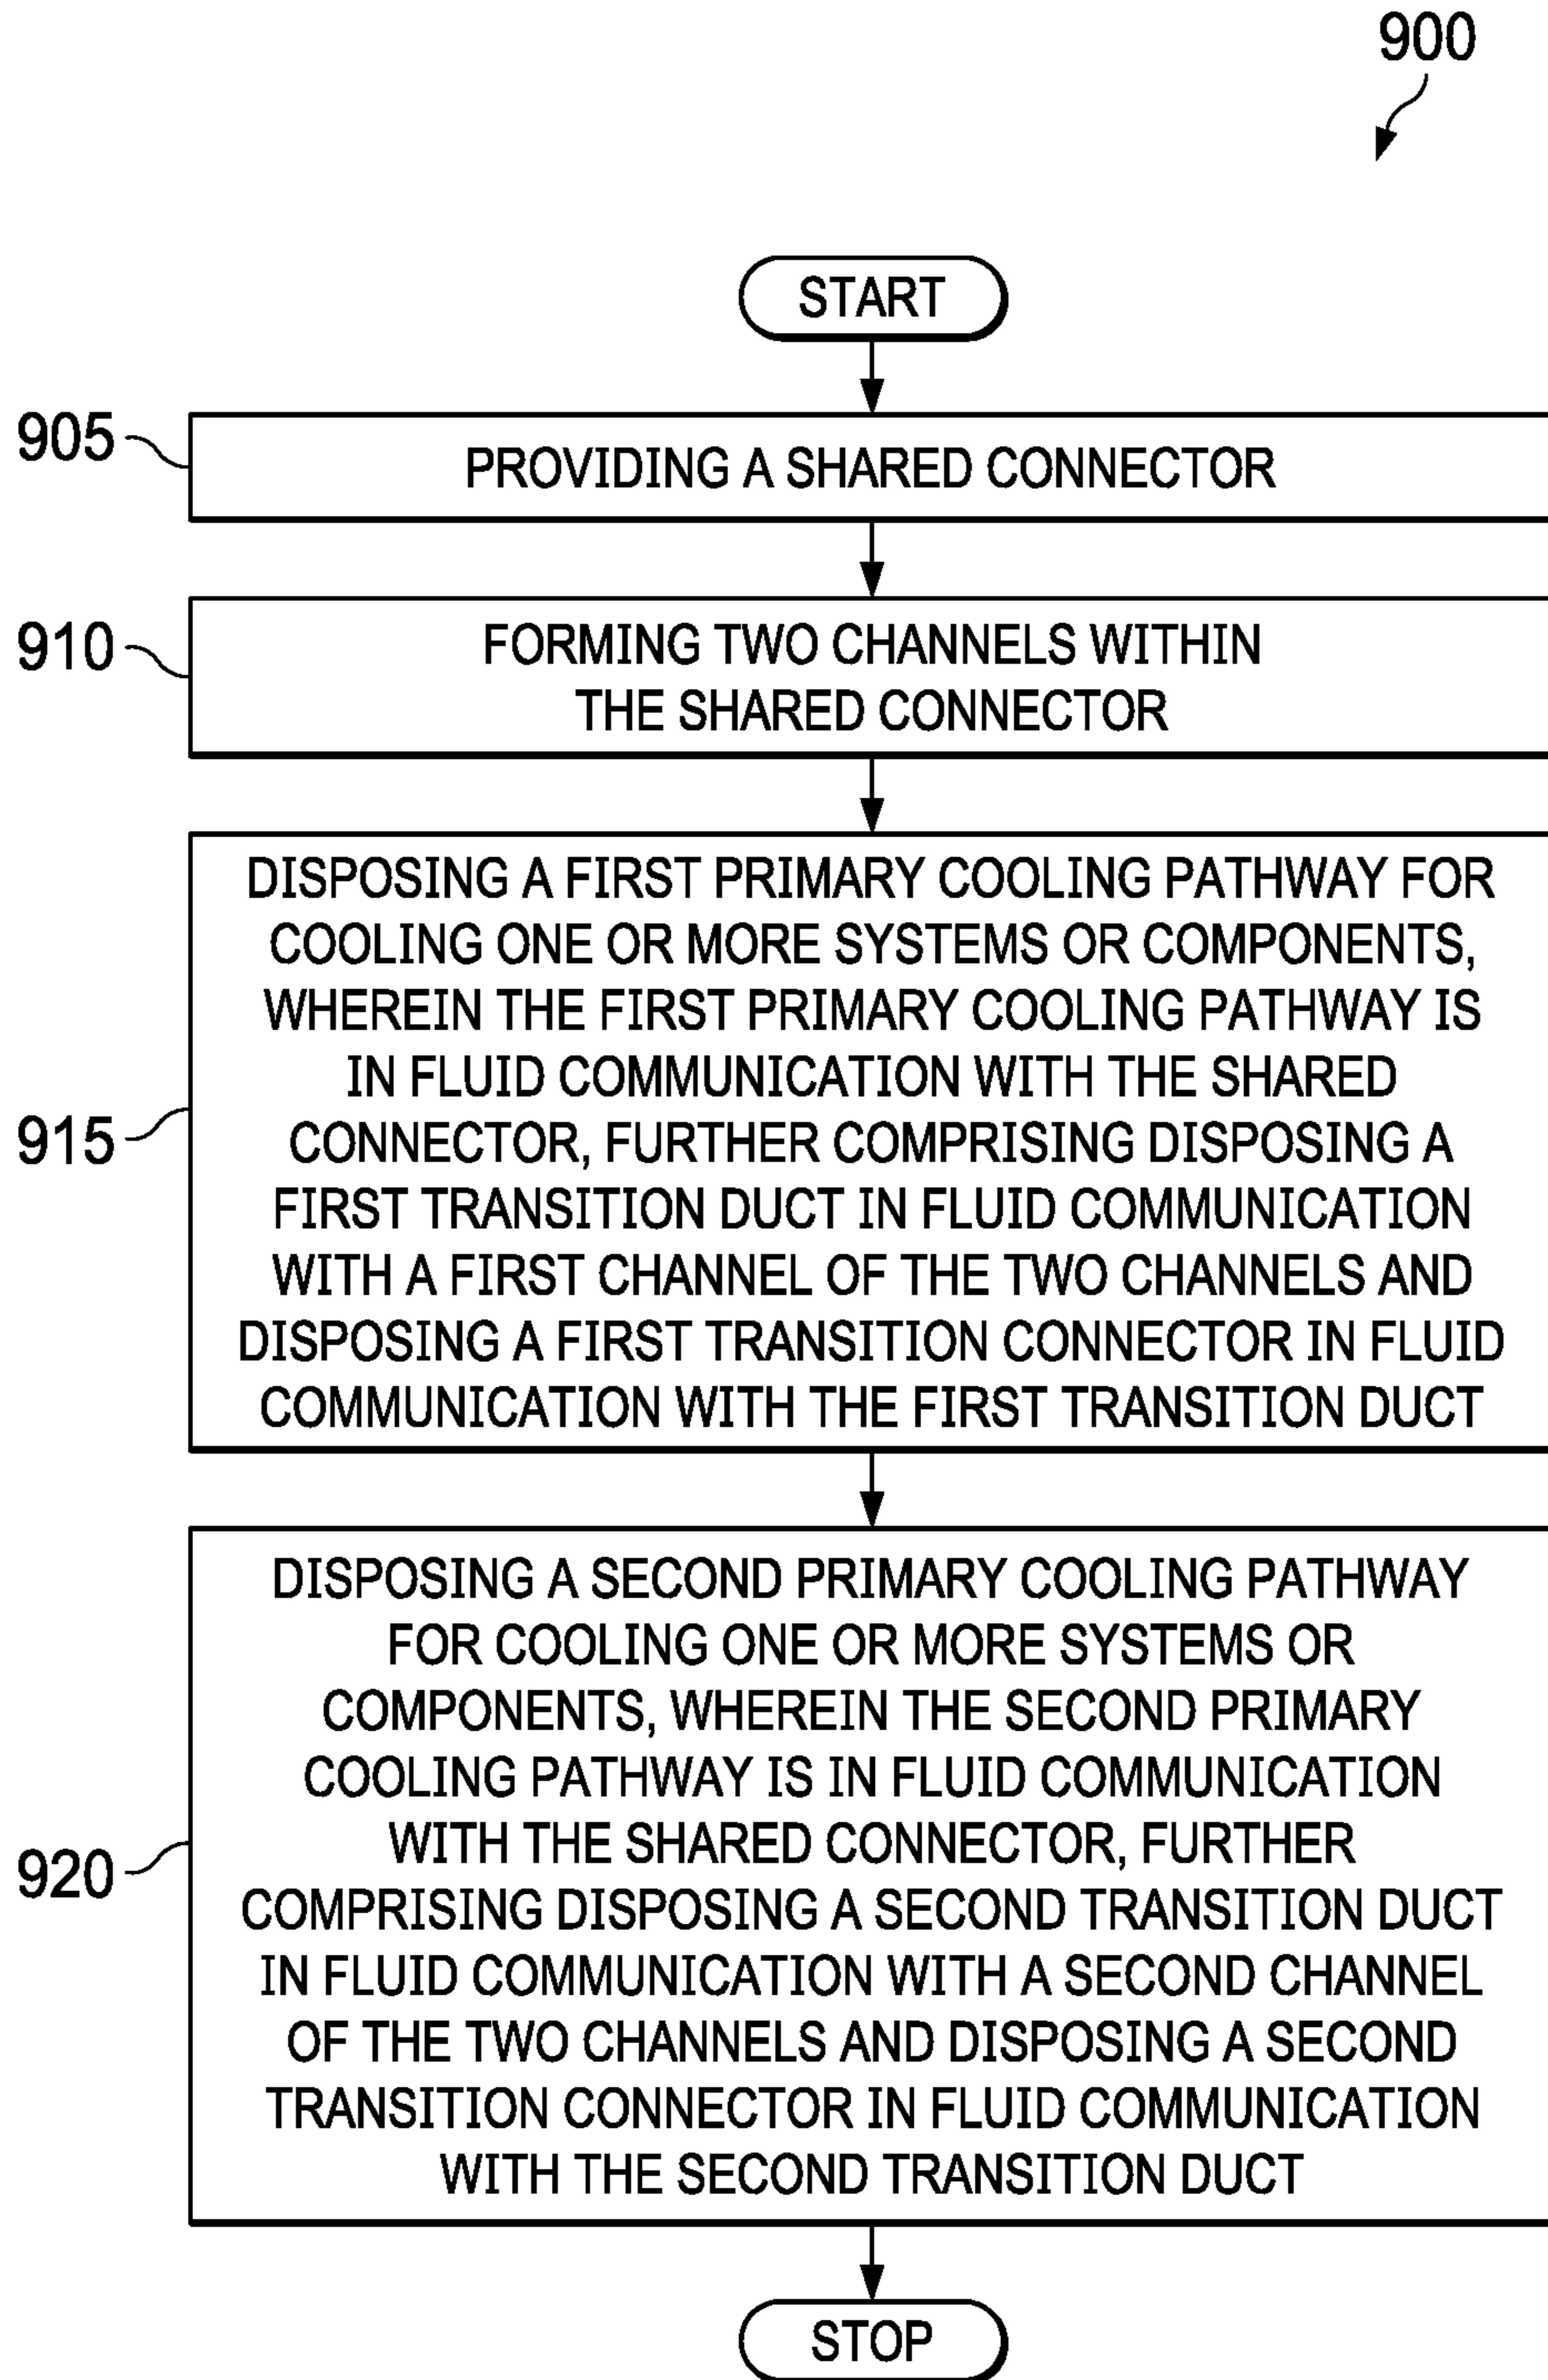 900
START
905
PROVIDING A SHARED CONNECTOR
910
FORMING TWO CHANNELS WITHIN
THE SHARED CONNECTOR
DISPOSING A FIRST PRIMARY COOLING PATHWAY FOR
COOLING ONE OR MORE SYSTEMS OR COMPONENTS,
WHEREIN THE FIRST PRIMARY COOLING PATHWAY IS
IN FLUID COMMUNICATION WITH THE SHARED
915
CONNECTOR, FURTHER COMPRISING DISPOSING A
FIRST TRANSITION DUCT IN FLUID COMMUNICATION
WITH A FIRST CHANNEL OF THE TWO CHANNELS AND
DISPOSING A FIRST TRANSITION CONNECTOR IN FLUID
COMMUNICATION WITH THE FIRST TRANSITION DUCT
DISPOSING A SECOND PRIMARY COOLING PATHWAY
FOR COOLING ONE OR MORE SYSTEMS OR
COMPONENTS, WHEREIN THE SECOND PRIMARY
COOLING PATHWAY IS IN FLUID COMMUNICATION
WITH THE SHARED CONNECTOR, FURTHER
920
COMPRISING DISPOSING A SECOND TRANSITION DUCT
IN FLUID COMMUNICATION WITH A SECOND CHANNEL
OF THE TWO CHANNELS AND DISPOSING A SECOND
TRANSITION CONNECTOR IN FLUID COMMUNICATION
WITH THE SECOND TRANSITION DUCT
STOP